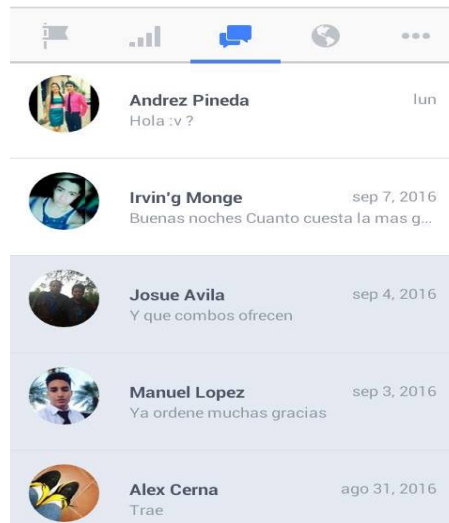 Andrez Pineda lun
Hola :v ?
Irvin'g Monge sep 7, 2016
Buenas noches Cuanto cuesta la mas g...
Josue Avila sep 4, 2016
Y que combos ofrecen
Manuel Lopez sep 3, 2016
Ya ordene muchas gracias
Alex Cerna ago 31, 2016
Trae